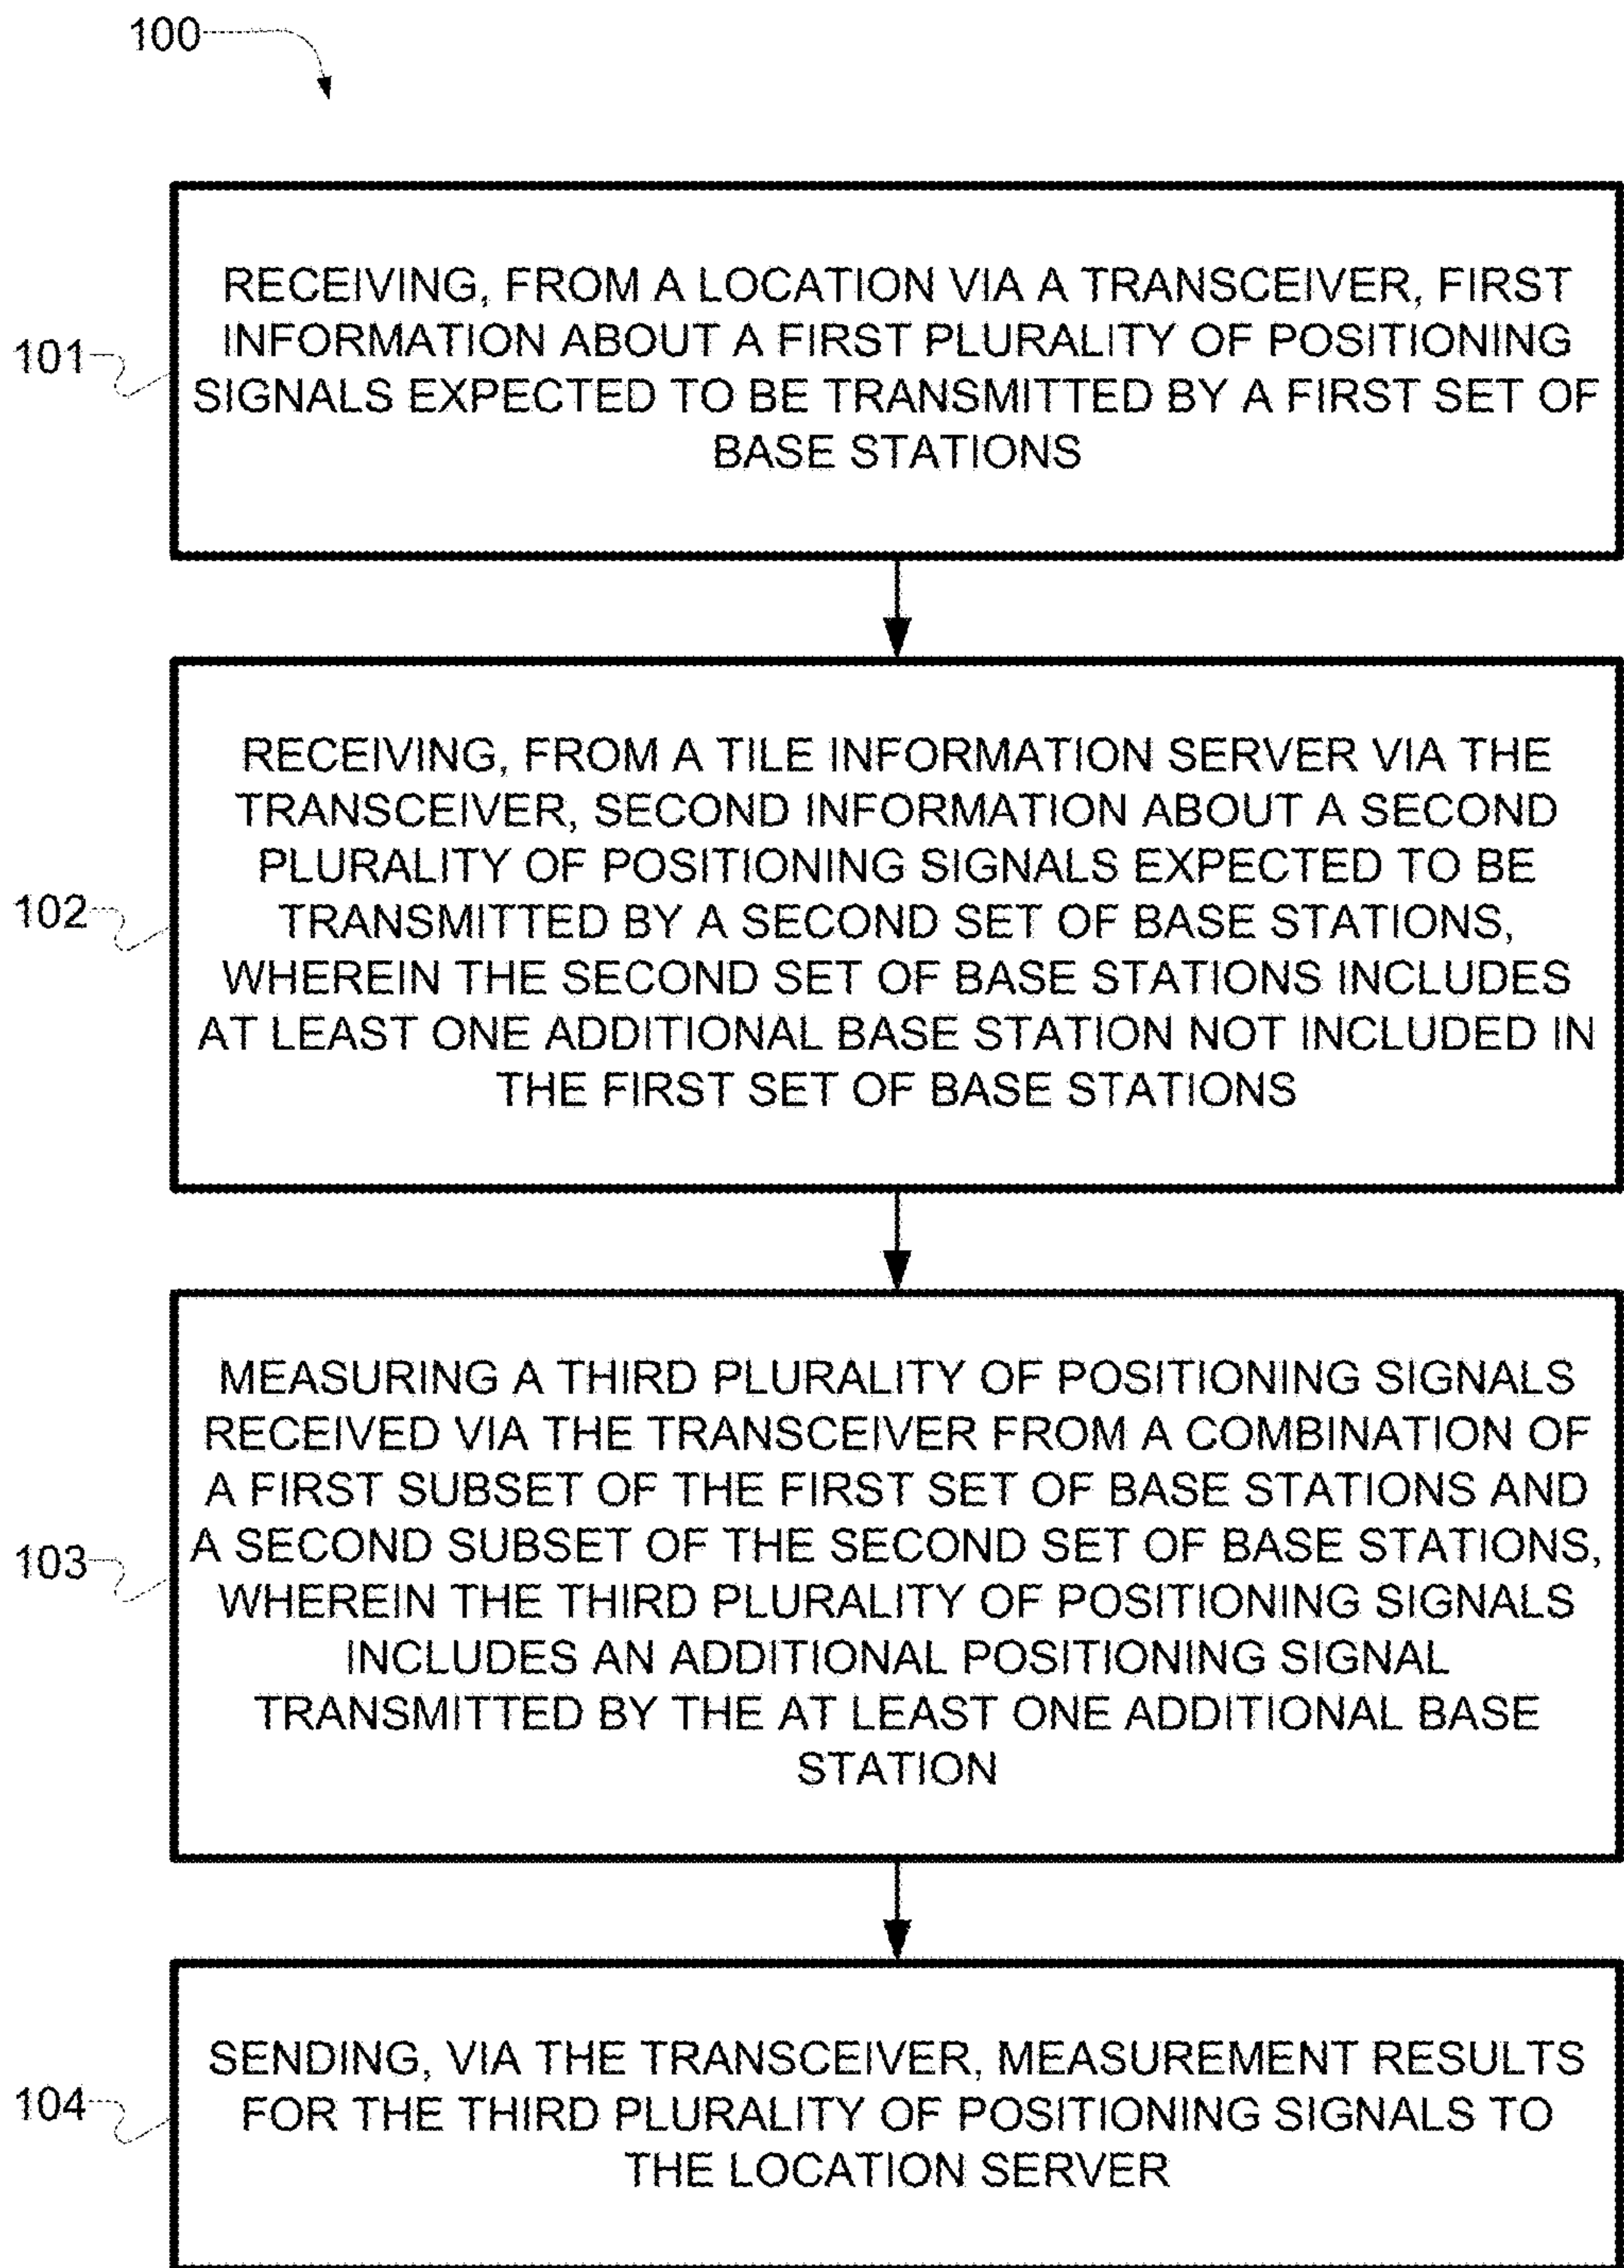 100
101
RECEIVING, FROM A LOCATION VIA A TRANSCEIVER, FIRST
INFORMATION ABOUT A FIRST PLURALITY OF POSITIONING
SIGNALS EXPECTED TO BE TRANSMITTED BY A FIRST SET OF
BASE STATIONS
102
RECEIVING, FROM A TILE INFORMATION SERVER VIA THE
TRANSCEIVER, SECOND INFORMATION ABOUT A SECOND
PLURALITY OF POSITIONING SIGNALS EXPECTED TO BE
TRANSMITTED BY A SECOND SET OF BASE STATIONS,
WHEREIN THE SECOND SET OF BASE STATIONS INCLUDES
AT LEAST ONE ADDITIONAL BASE STATION NOT INCLUDED IN
THE FIRST SET OF BASE STATIONS
103
MEASURING A THIRD PLURALITY OF POSITIONING SIGNALS
RECEIVED VIA THE TRANSCEIVER FROM A COMBINATION OF
A FIRST SUBSET OF THE FIRST SET OF BASE STATIONS AND
A SECOND SUBSET OF THE SECOND SET OF BASE STATIONS,
WHEREIN THE THIRD PLURALITY OF POSITIONING SIGNALS
INCLUDES AN ADDITIONAL POSITIONING SIGNAL
TRANSMITTED BY THE AT LEAST ONE ADDITIONAL BASE
STATION
104
SENDING, VIA THE TRANSCEIVER, MEASUREMENT RESULTS
FOR THE THIRD PLURALITY OF POSITIONING SIGNALS TO
THE LOCATION SERVER